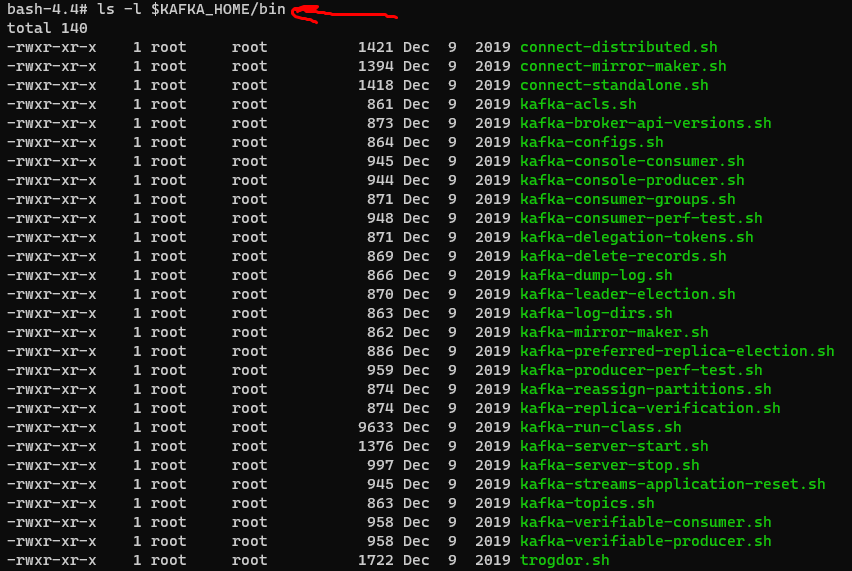 bash-4.4# ls -l $KAFKA_HOME/bin
total 140
-rwxr-xr-x    1 root     root          1421 Dec  9  2019 connect-distributed.sh
-rwxr-xr-x    1 root     root          1394 Dec  9  2019 connect-mirror-maker.sh
-rwxr-xr-x    1 root     root          1418 Dec  9  2019 connect-standalone.sh
-rwxr-xr-x    1 root     root           861 Dec  9  2019 kafka-acls.sh
-rwxr-xr-x    1 root     root           873 Dec  9  2019 kafka-broker-api-versions.sh
-rwxr-xr-x    1 root     root           864 Dec  9  2019 kafka-configs.sh
-rwxr-xr-x    1 root     root           945 Dec  9  2019 kafka-console-consumer.sh
-rwxr-xr-x    1 root     root           944 Dec  9  2019 kafka-console-producer.sh
-rwxr-xr-x    1 root     root           871 Dec  9  2019 kafka-consumer-groups.sh
-rwxr-xr-x    1 root     root           948 Dec  9  2019 kafka-consumer-perf-test.sh
-rwxr-xr-x    1 root     root           871 Dec  9  2019 kafka-delegation-tokens.sh
-rwxr-xr-x    1 root     root           869 Dec  9  2019 kafka-delete-records.sh
-rwxr-xr-x    1 root     root           866 Dec  9  2019 kafka-dump-log.sh
-rwxr-xr-x    1 root     root           870 Dec  9  2019 kafka-leader-election.sh
-rwxr-xr-x    1 root     root           863 Dec  9  2019 kafka-log-dirs.sh
-rwxr-xr-x    1 root     root           862 Dec  9  2019 kafka-mirror-maker.sh
-rwxr-xr-x    1 root     root           886 Dec  9  2019 kafka-preferred-replica-election.sh
-rwxr-xr-x    1 root     root           959 Dec  9  2019 kafka-producer-perf-test.sh
-rwxr-xr-x    1 root     root           874 Dec  9  2019 kafka-reassign-partitions.sh
-rwxr-xr-x    1 root     root           874 Dec  9  2019 kafka-replica-verification.sh
-rwxr-xr-x    1 root     root          9633 Dec  9  2019 kafka-run-class.sh
-rwxr-xr-x    1 root     root          1376 Dec  9  2019 kafka-server-start.sh
-rwxr-xr-x    1 root     root           997 Dec  9  2019 kafka-server-stop.sh
-rwxr-xr-x    1 root     root           945 Dec  9  2019 kafka-streams-application-reset.sh
-rwxr-xr-x    1 root     root           863 Dec  9  2019 kafka-topics.sh
-rwxr-xr-x    1 root     root           958 Dec  9  2019 kafka-verifiable-consumer.sh
-rwxr-xr-x    1 root     root           958 Dec  9  2019 kafka-verifiable-producer.sh
-rwxr-xr-x    1 root     root          1722 Dec  9  2019 trogdor.sh